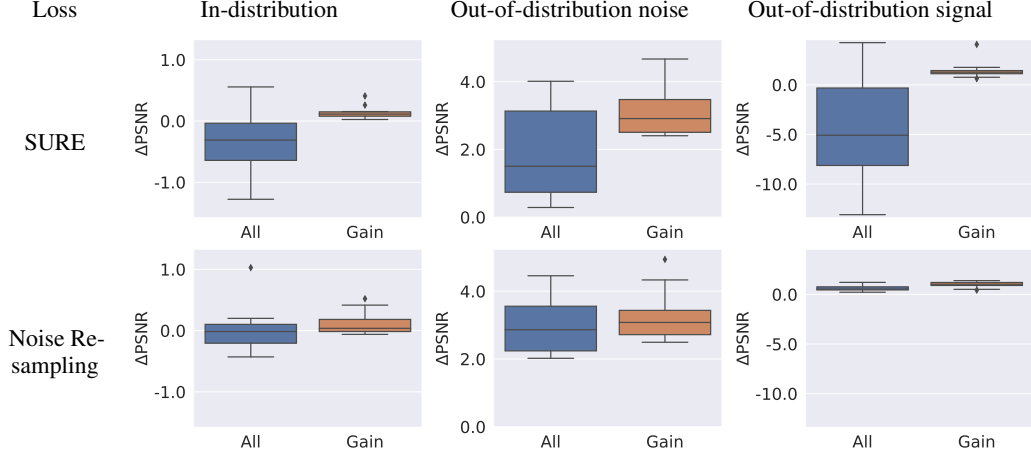 Loss In-distribution Out-of-distribution noise Out-of-distribution signal
SURE
ΔPSNR
1.0
0.0
-1.0
All Gain
ΔPSNR
4.0
2.0
0.0
All Gain
ΔPSNR
0.0
-5.0
-10.0
All Gain
Noise Re-
sampling
ΔPSNR
1.0
0.0
-1.0
All Gain
ΔPSNR
4.0
2.0
0.0
All Gain
ΔPSNR
0.0
-5.0
-10.0
All Gain